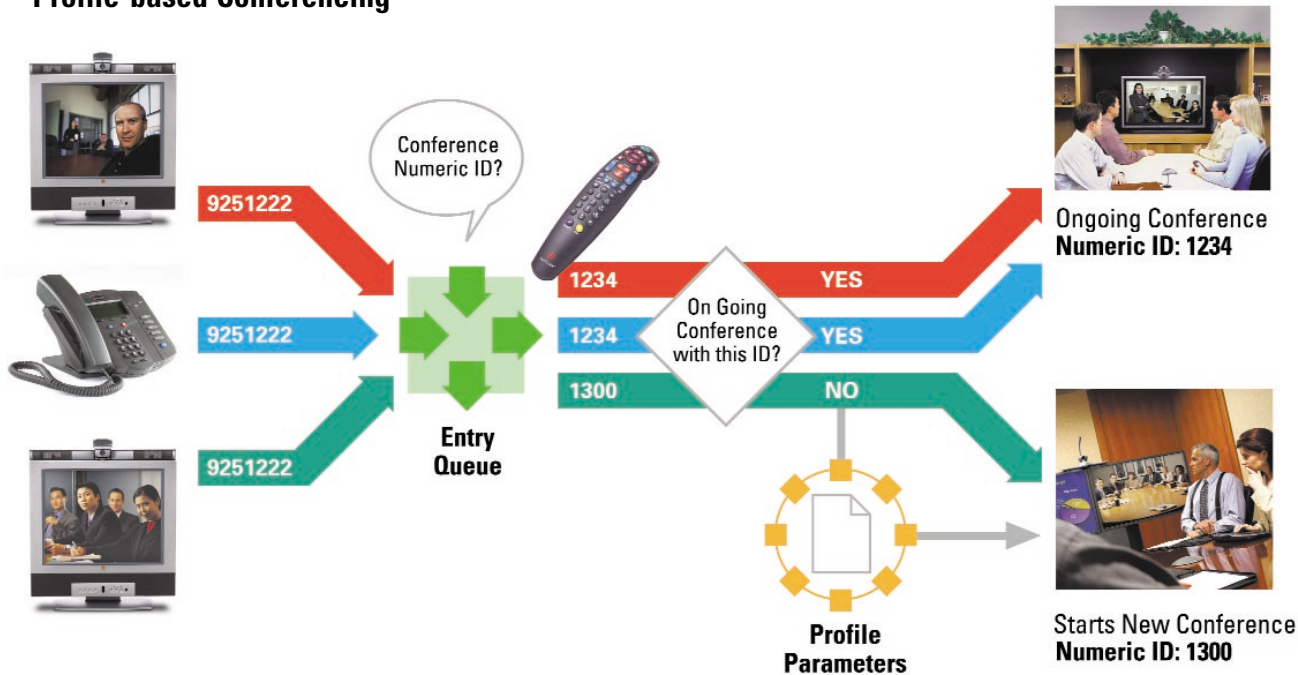 Profile-based Conferencing
Conference
Numeric ID?
9251222
9251222
9251222
Entry
Queue
1234
1234
1300
On Going
Conference
with this ID?
YES
YES
NO
Profile
Parameters
Ongoing Conference
Numeric ID: 1234
Starts New Conference
Numeric ID: 1300